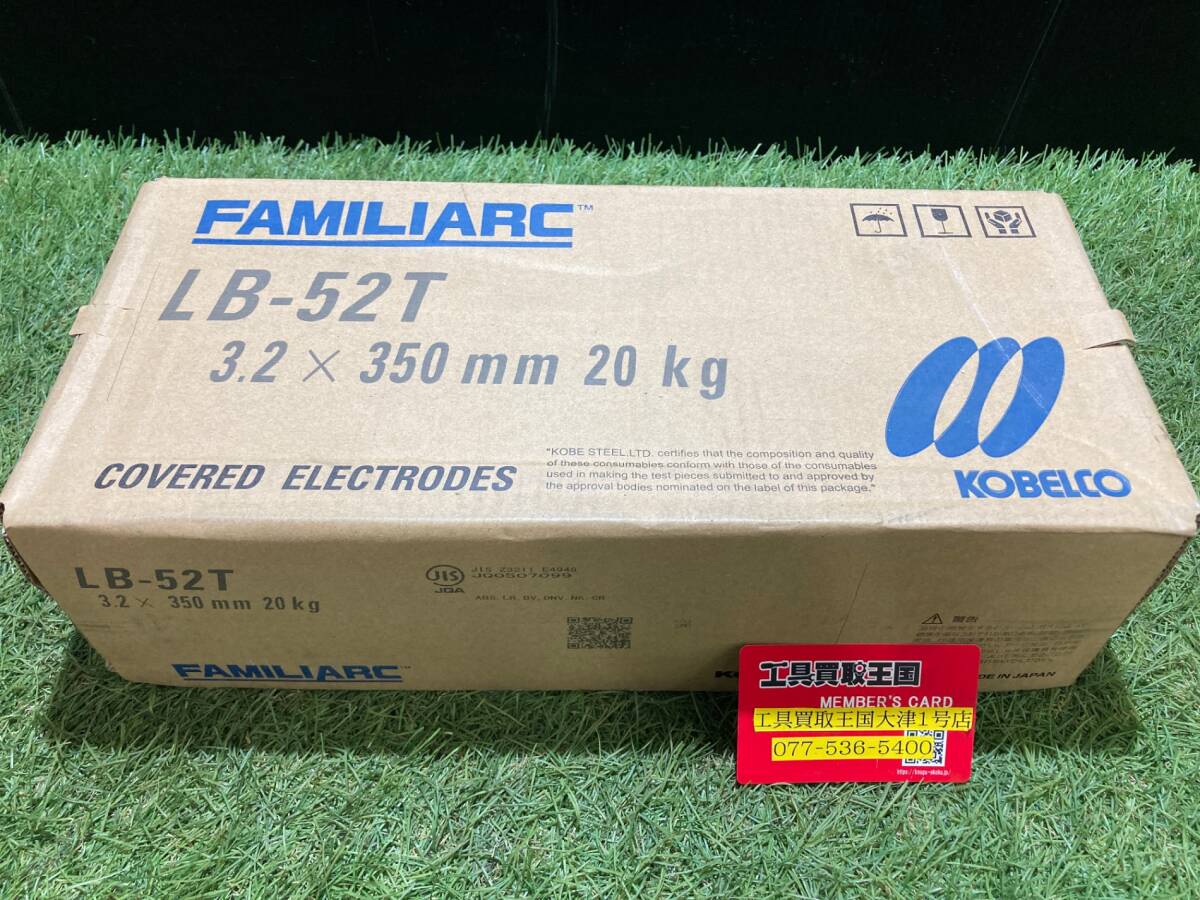 FAMILIARC™
LB-52T
3.2 × 350 mm 20 kg
COVERED ELECTRODES
"KOBE STEEL,LTD. certifies that the composition and quality
of these consumables conform with those of the consumables
used in making the test pieces submitted to and approved by
the approval bodies nominated on the label of this package."
KOBELCO
LB-52T
3.2 × 350 mm 20 kg
JIS
JQA
JIS Z3211 E4948
JQ0507099
ABS. LR. BV. DNV. NK. CR
FAMILIARC™
警告
IN JAPAN
工具買取王国
MEMBER'S CARD
工具買取王国大津1号店
077-536-5400